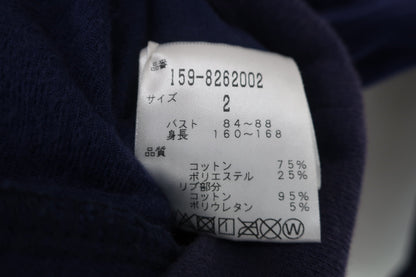 品番
159-8262002
サイズ
2
バスト 84～88
身長 160～168
品質
コットン 75%
ポリエステル 25%
リブ部分
コットン 95%
ポリウレタン 5%